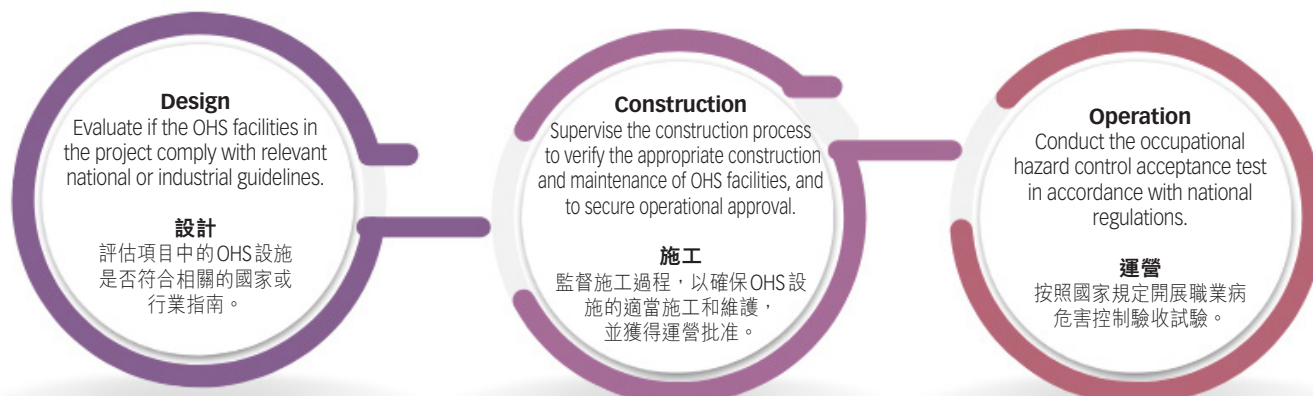 Design
Evaluate if the OHS facilities in
the project comply with relevant
national or industrial guidelines.
設計
評估項目中的OHS設施
是否符合相關的國家或
行業指南。
Construction
Supervise the construction process
to verify the appropriate construction
and maintenance of OHS facilities, and
to secure operational approval.
施工
監督施工過程，以確保OHS設
施的適當施工和維護，
並獲得運營批准。
Operation
Conduct the occupational
hazard control acceptance test
in accordance with national
regulations.
運營
按照國家規定開展職業病
危害控制驗收試驗。